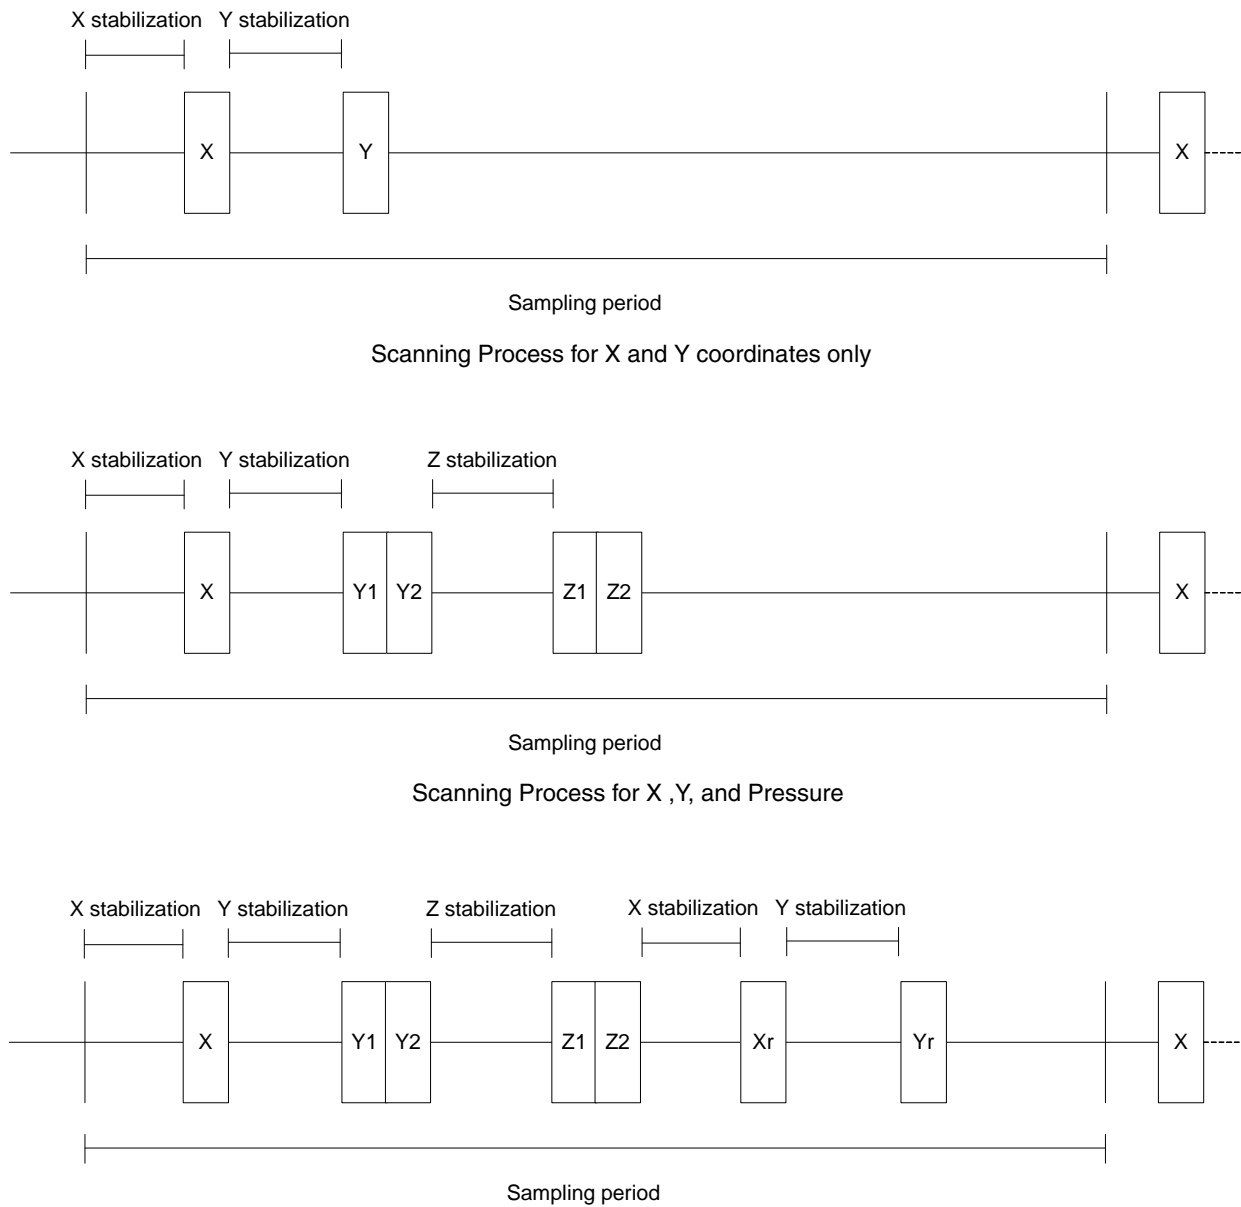 X stabilization Y stabilization
X Y X
Sampling period
Scanning Process for X and Y coordinates only
X stabilization Y stabilization Z stabilization
X Y1 Y2 Z1 Z2 X
Sampling period
Scanning Process for X ,Y, and Pressure
X stabilization Y stabilization Z stabilization X stabilization Y stabilization
X Y1 Y2 Z1 Z2 Xr Yr X
Sampling period